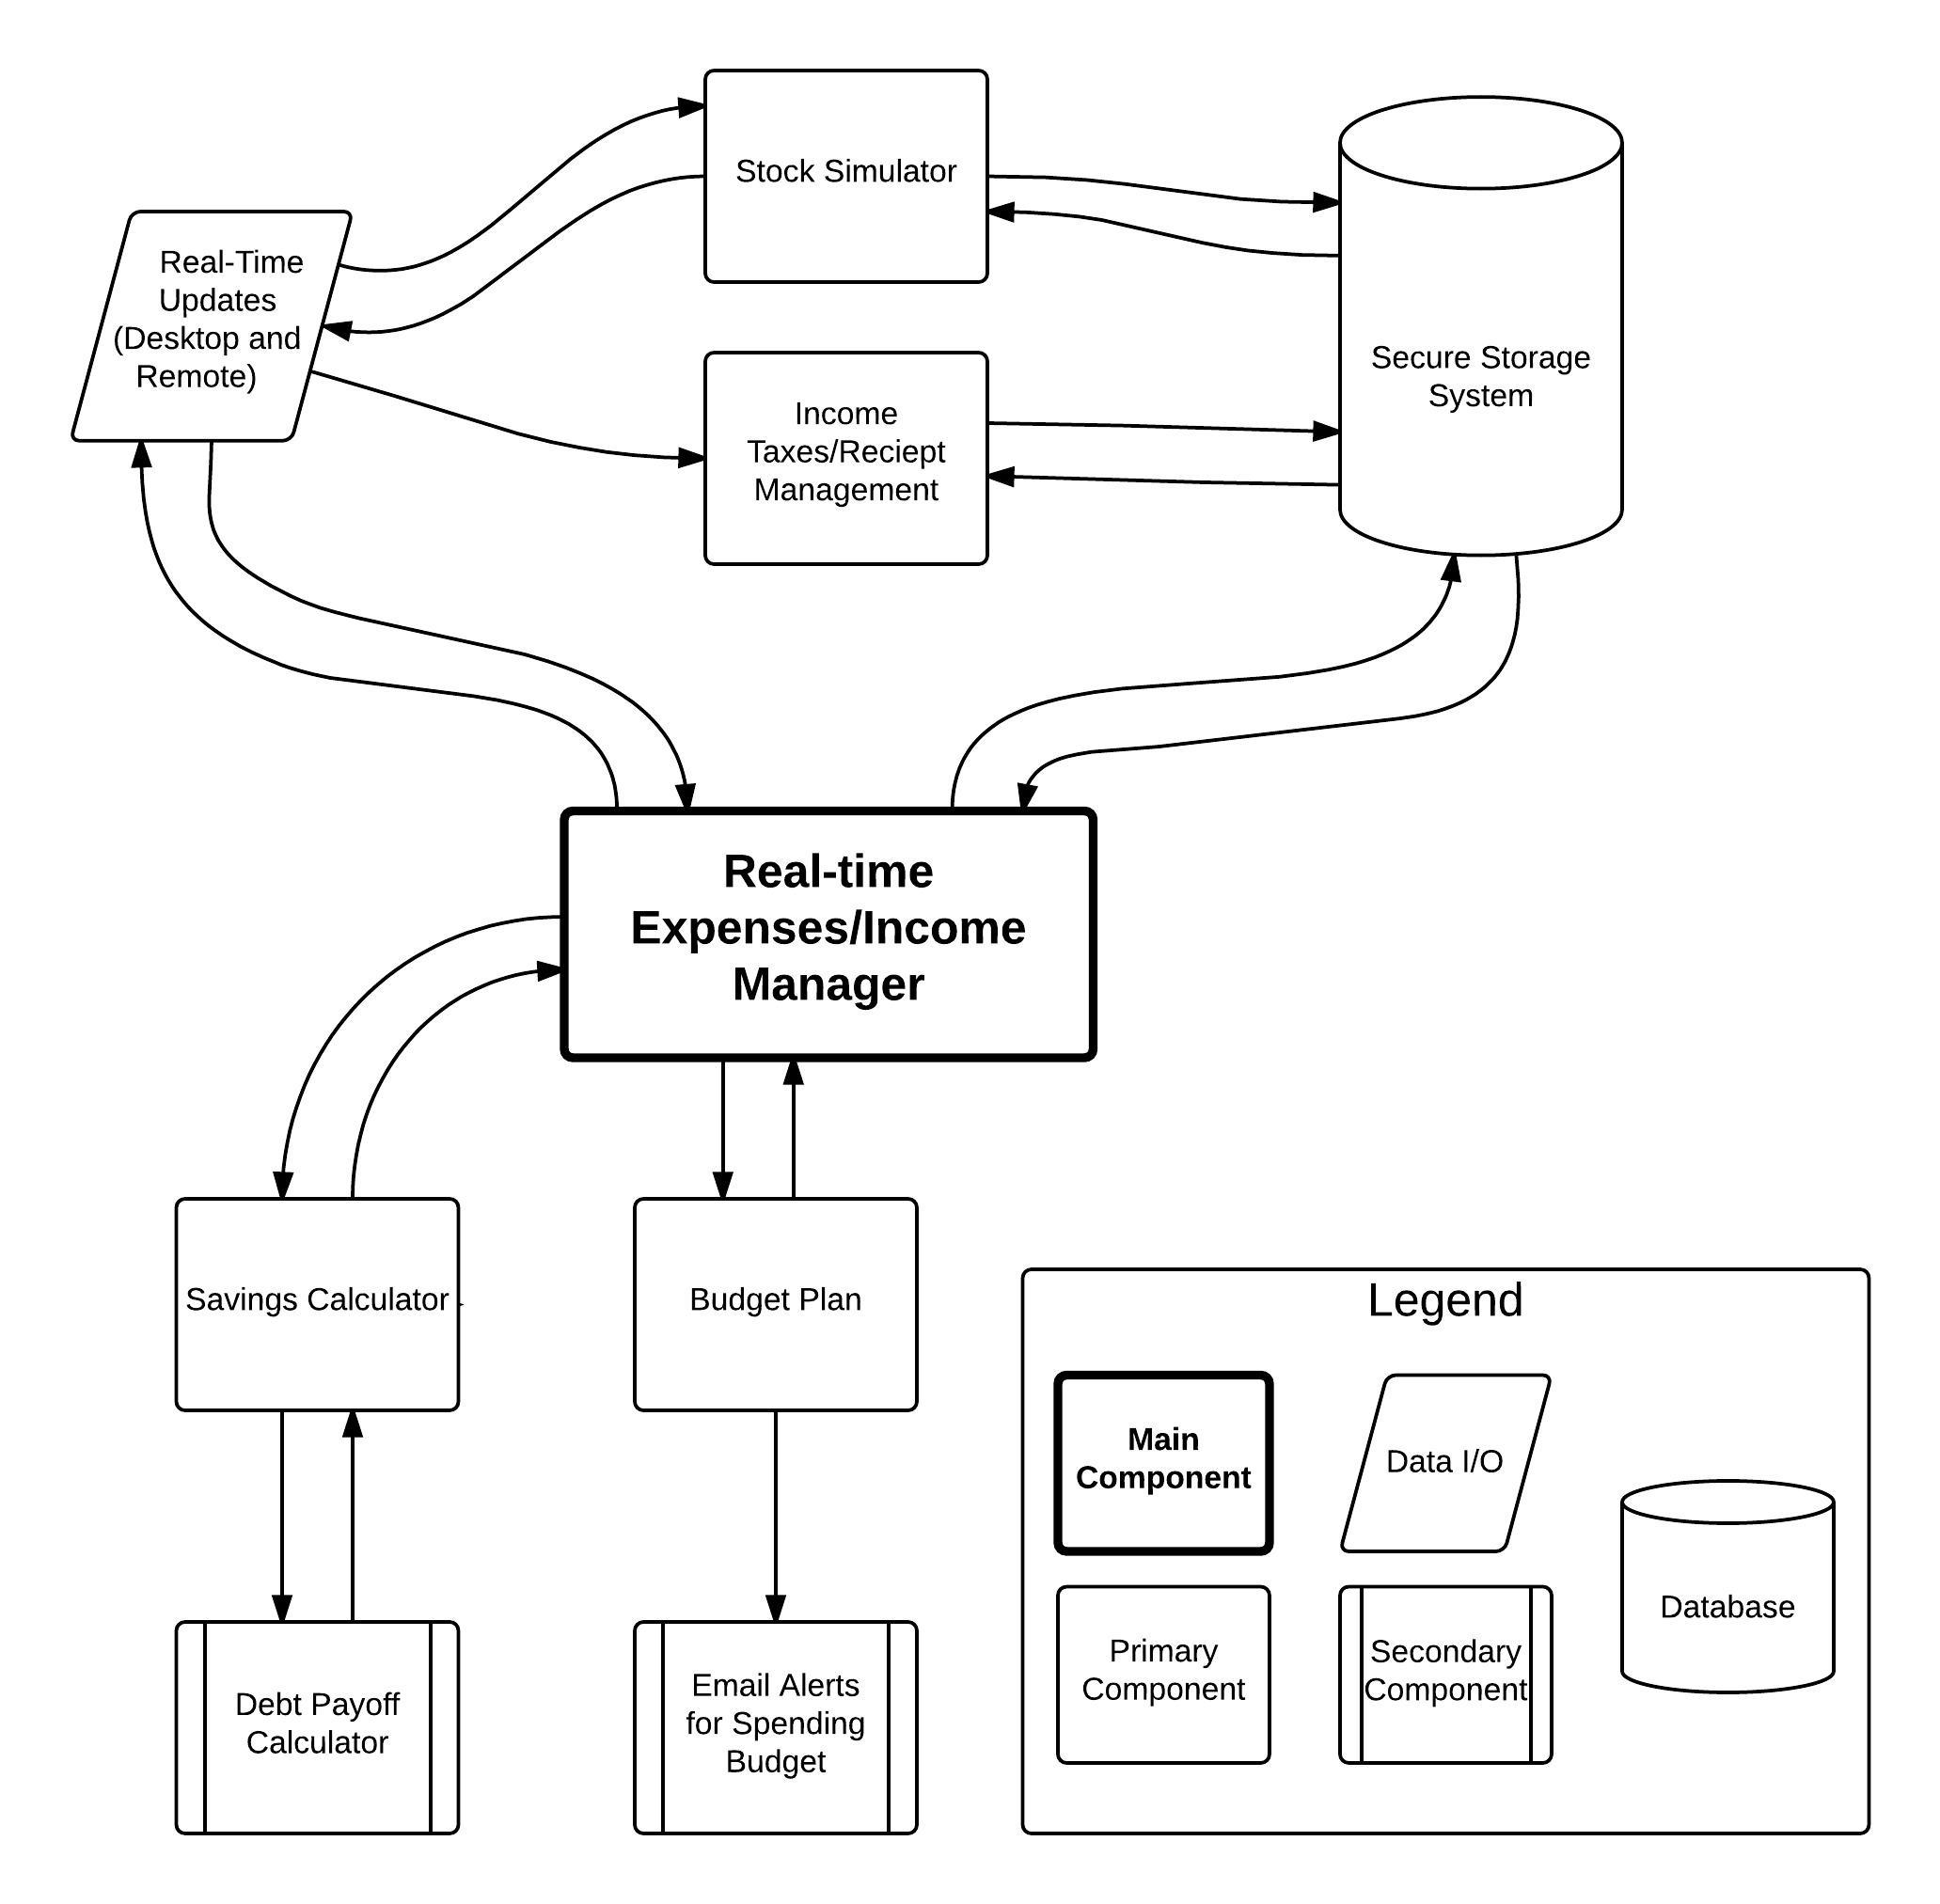 Stock Simulator
Real-Time
Updates
(Desktop and
Remote)
Secure Storage
System
Income
Taxes/Reciept
Management
Real-time
Expenses/Income
Manager
Savings Calculator
Budget Plan
Debt Payoff
Calculator
Email Alerts
for Spending
Budget
Legend
Main
Component
Data I/O
Primary
Component
Secondary
Component
Database